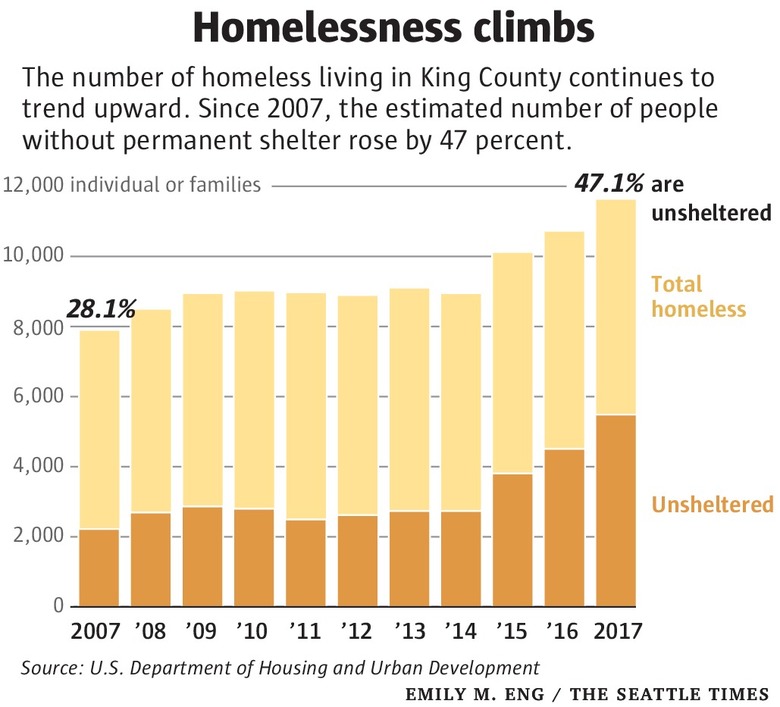 Homelessness climbs
The number of homeless living in King County continues to
trend upward. Since 2007, the estimated number of people
without permanent shelter rose by 47 percent.
12,000 individual or families
47.1% are
unsheltered
10,000
Total
homeless
28.1%
8,000
6,000
4,000
Unsheltered
2,000
0
2007 ’08 ’09 ’10 ’11 ’12 ’13 ’14 ’15 ’16 2017
Source: U.S. Department of Housing and Urban Development
EMILY M. ENG / THE SEATTLE TIMES